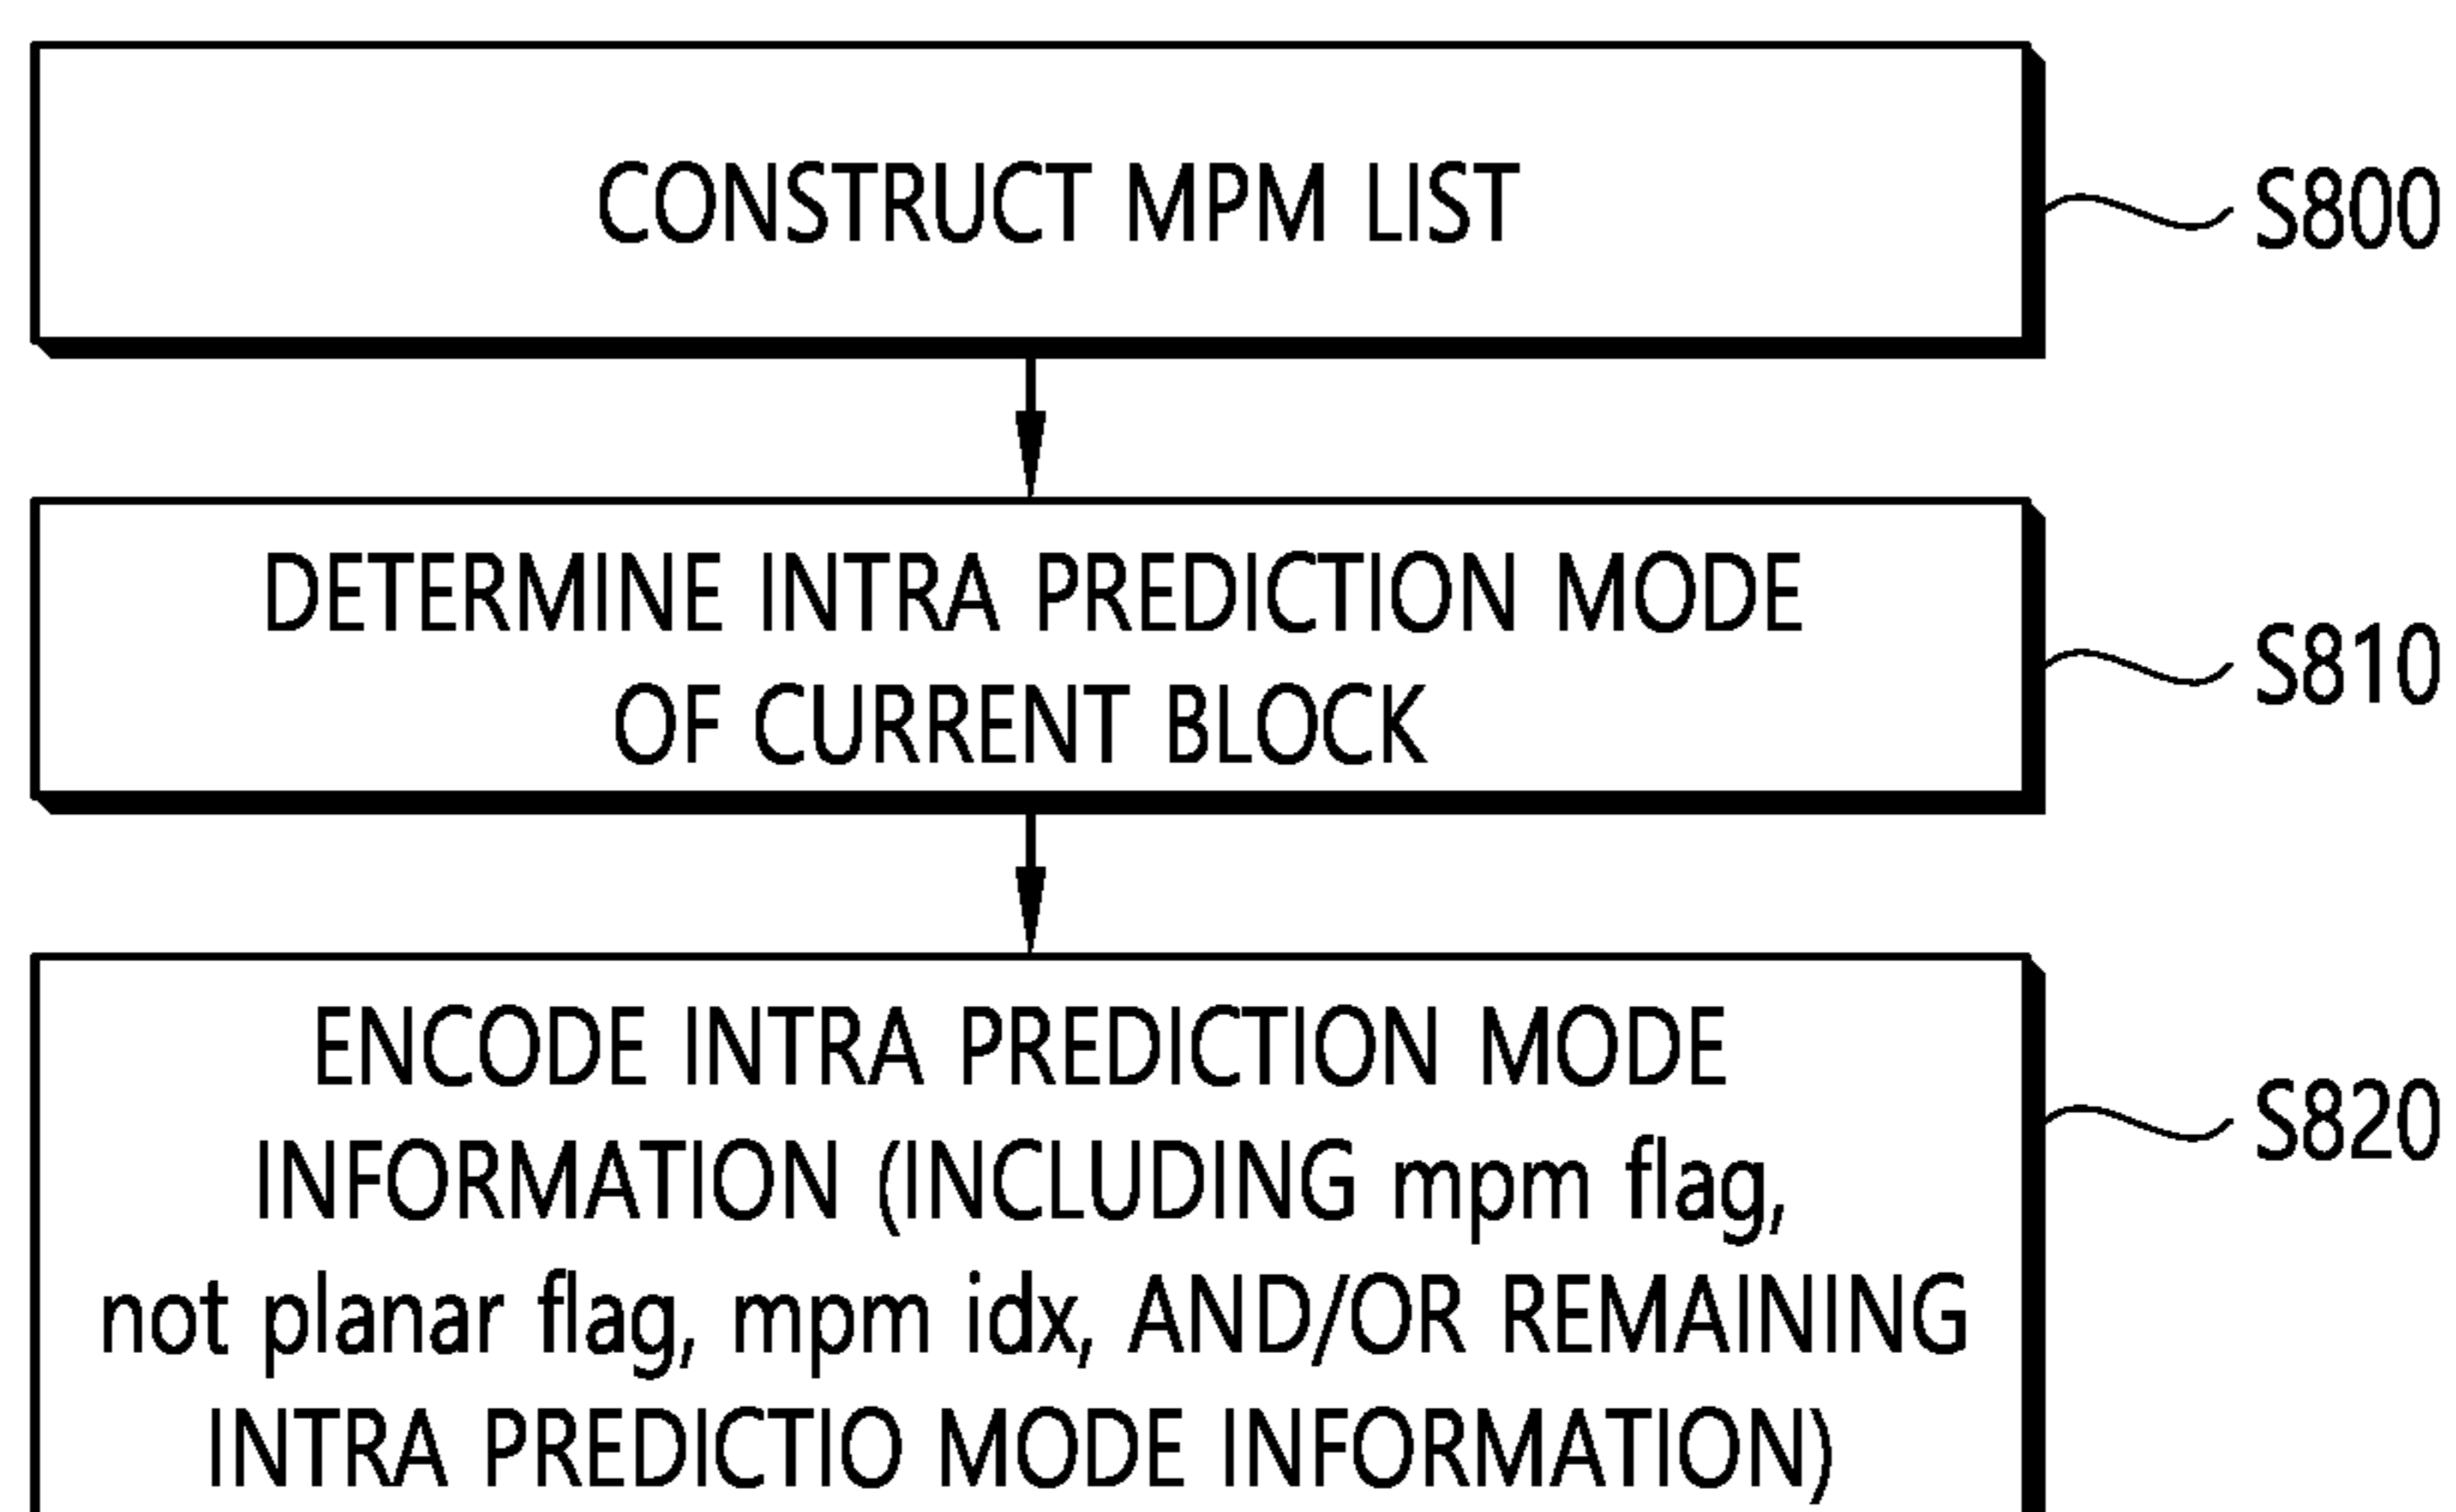 CONSTRUCT MPM LIST
S800
DETERMINE INTRA PREDICTION MODE
OF CURRENT BLOCK
S810
ENCODE INTRA PREDICTION MODE
INFORMATION (INCLUDING mpm flag,
not planar flag, mpm idx, AND/OR REMAINING
INTRA PREDICTIO MODE INFORMATION)
S820